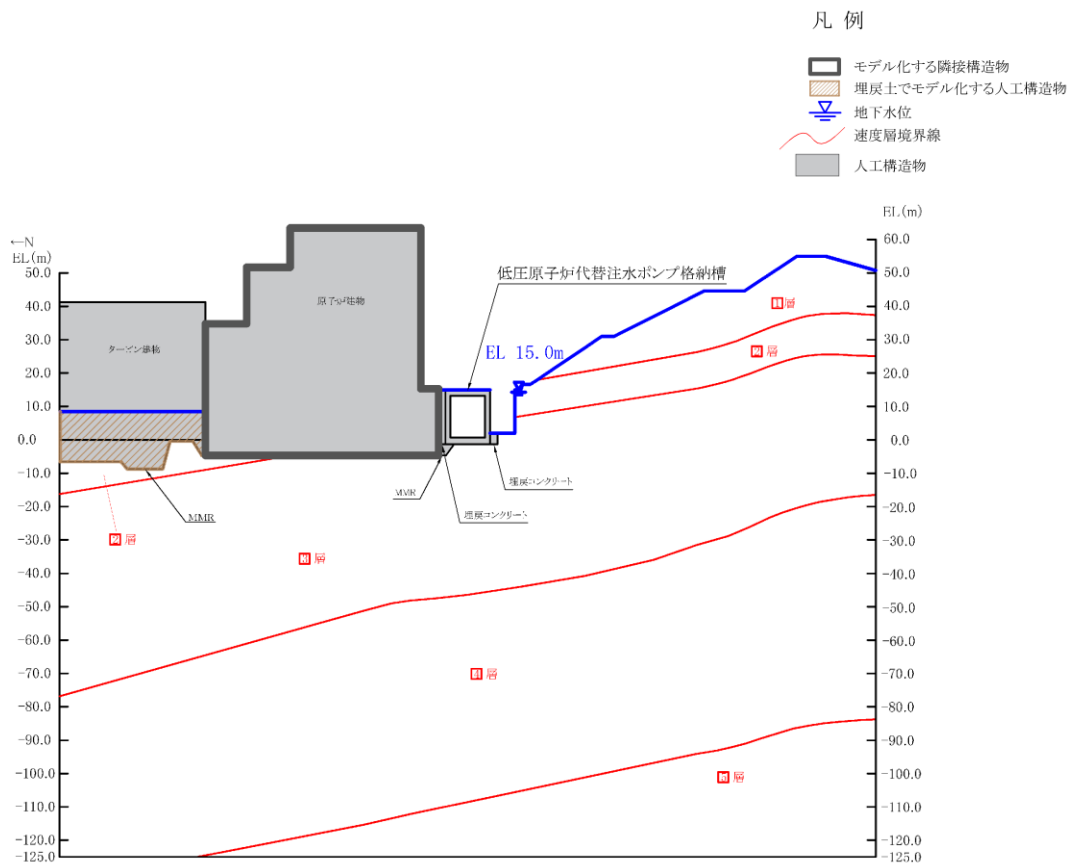 凡 例
モデル化する隣接構造物
埋戻土でモデル化する人工構造物
地下水位
速度層境界線
人工構造物
←N
EL(m)
EL(m)
60.0
50.0
40.0
30.0
20.0
10.0
0.0
-10.0
-20.0
-30.0
-40.0
-50.0
-60.0
-70.0
-80.0
-90.0
-100.0
-110.0
-120.0
-125.0
50.0
40.0
30.0
20.0
10.0
0.0
-10.0
-20.0
-30.0
-40.0
-50.0
-60.0
-70.0
-80.0
-90.0
-100.0
-110.0
-120.0
-125.0
タービン建物
原子炉建物
低圧原子炉代替注水ポンプ格納槽
EL 15.0m
1層
2層
埋戻コンクリート
MMR
埋戻コンクリート
MMR
2層
3層
4層
5層